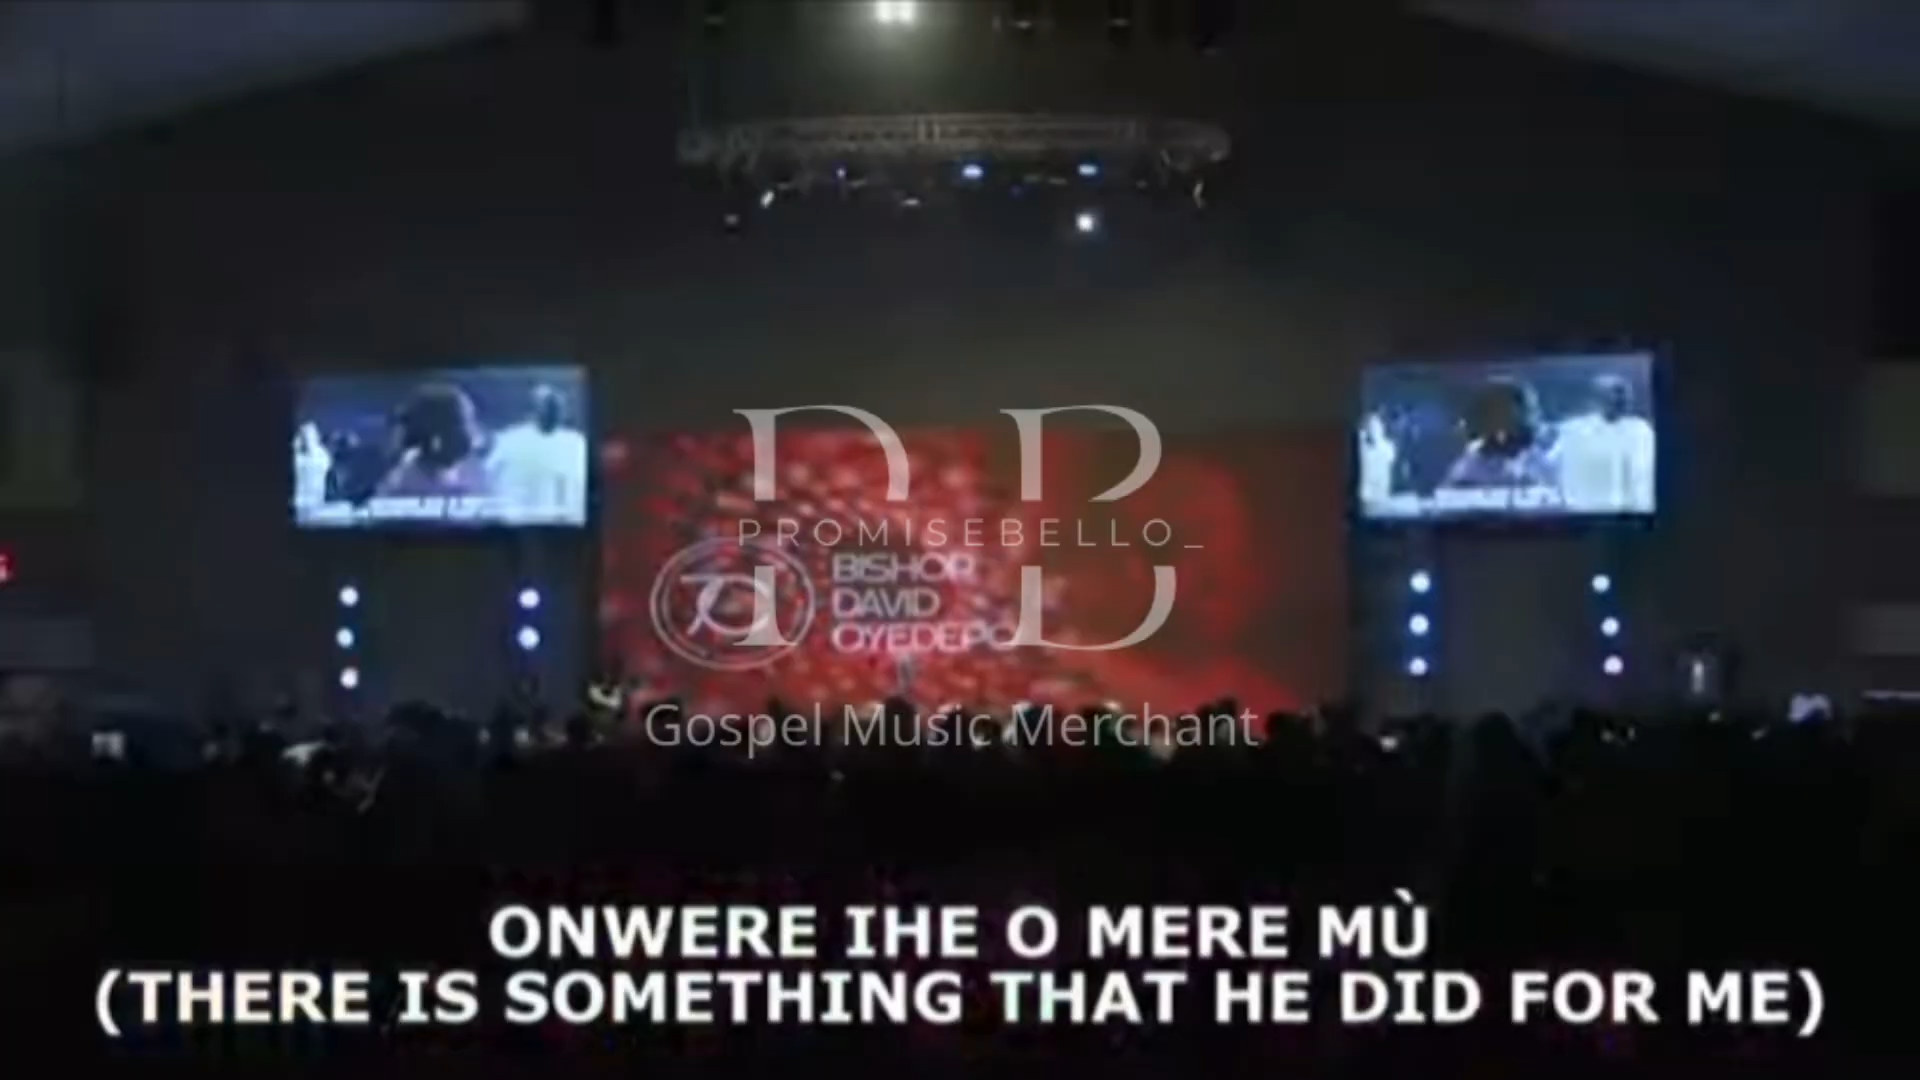 PROMISEBELLO_
70
BISHOP
DAVID
OYEDEPO
Gospel Music Merchant
ONWERE IHE O MERE MÙ
(THERE IS SOMETHING THAT HE DID FOR ME)